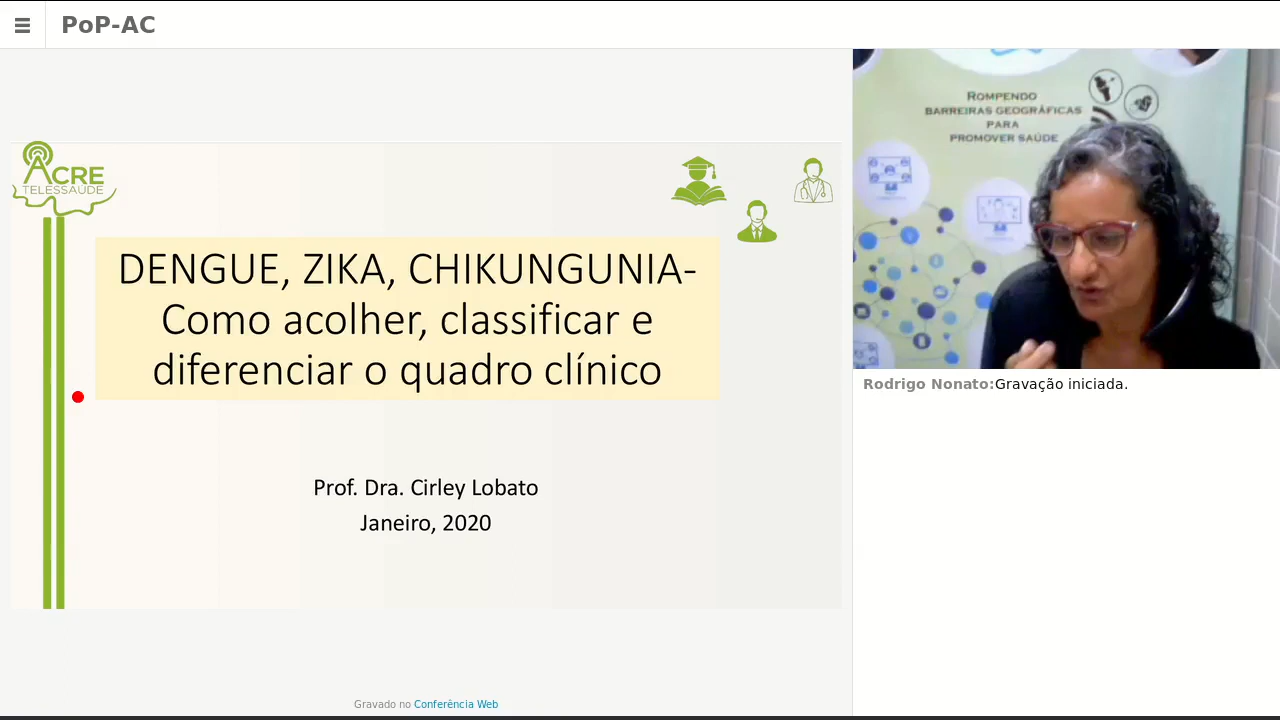 PoP-AC
ACRE
TELESSAÚDE
DENGUE, ZIKA, CHIKUNGUNIA-
Como acolher, classificar e
diferenciar o quadro clínico
Prof. Dra. Cirley Lobato
Janeiro, 2020
Gravado no Conferência Web
ROMPENDO
BARREIRAS GEOGRÁFICAS
PARA
PROMOVER SAÚDE
Rodrigo Nonato:Gravação iniciada.